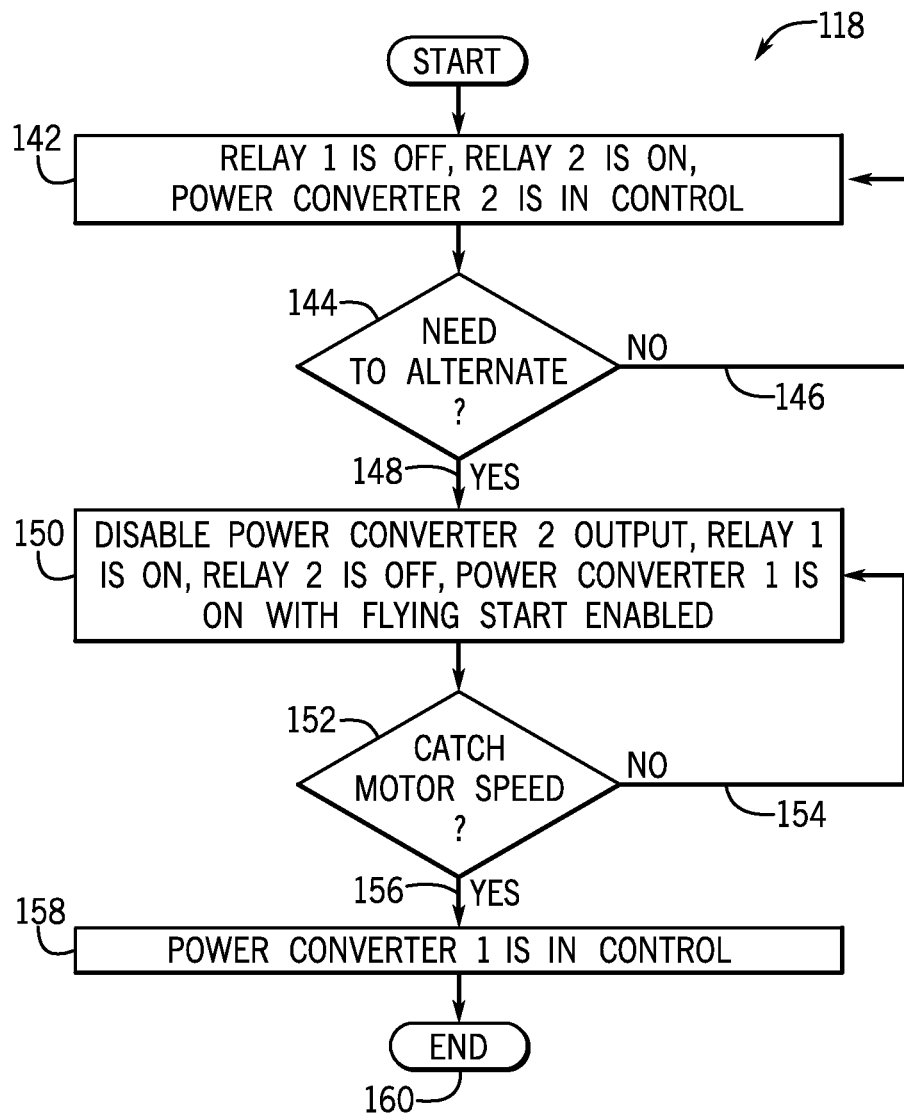 118
START
142
RELAY 1 IS OFF, RELAY 2 IS ON,
POWER CONVERTER 2 IS IN CONTROL
144
NEED
TO ALTERNATE
?
NO
146
148
YES
150
DISABLE POWER CONVERTER 2 OUTPUT, RELAY 1
IS ON, RELAY 2 IS OFF, POWER CONVERTER 1 IS
ON WITH FLYING START ENABLED
152
CATCH
MOTOR SPEED
?
NO
154
156
YES
158
POWER CONVERTER 1 IS IN CONTROL
END
160